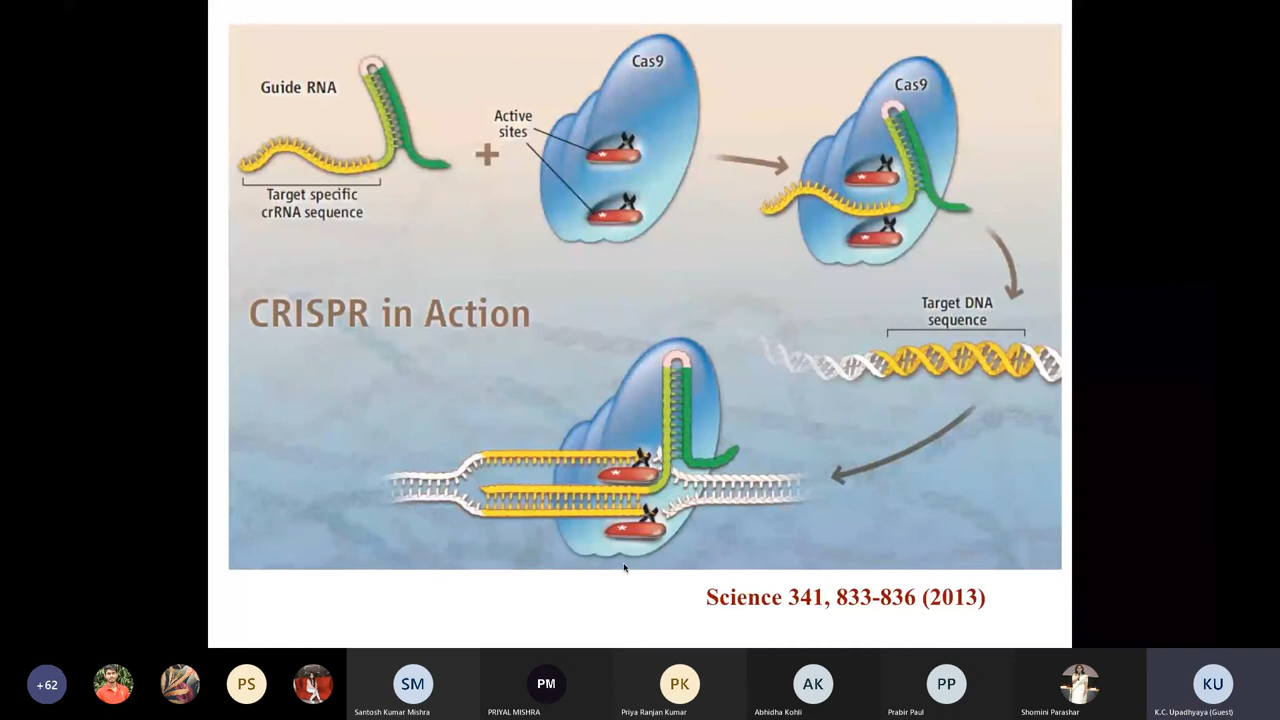 Guide RNA
Target specific
crRNA sequence
Active
sites
Cas9
Cas9
CRISPR in Action
Target DNA
sequence
Science 341, 833-836 (2013)
+62
PS
SM
Santosh Kumar Mishra
PM
PRIYAL MISHRA
PK
Priya Ranjan Kumar
AK
Abhidha Kohli
PP
Prabir Paul
Shomini Parashar
KU
K.C. Upadhyaya (Guest)